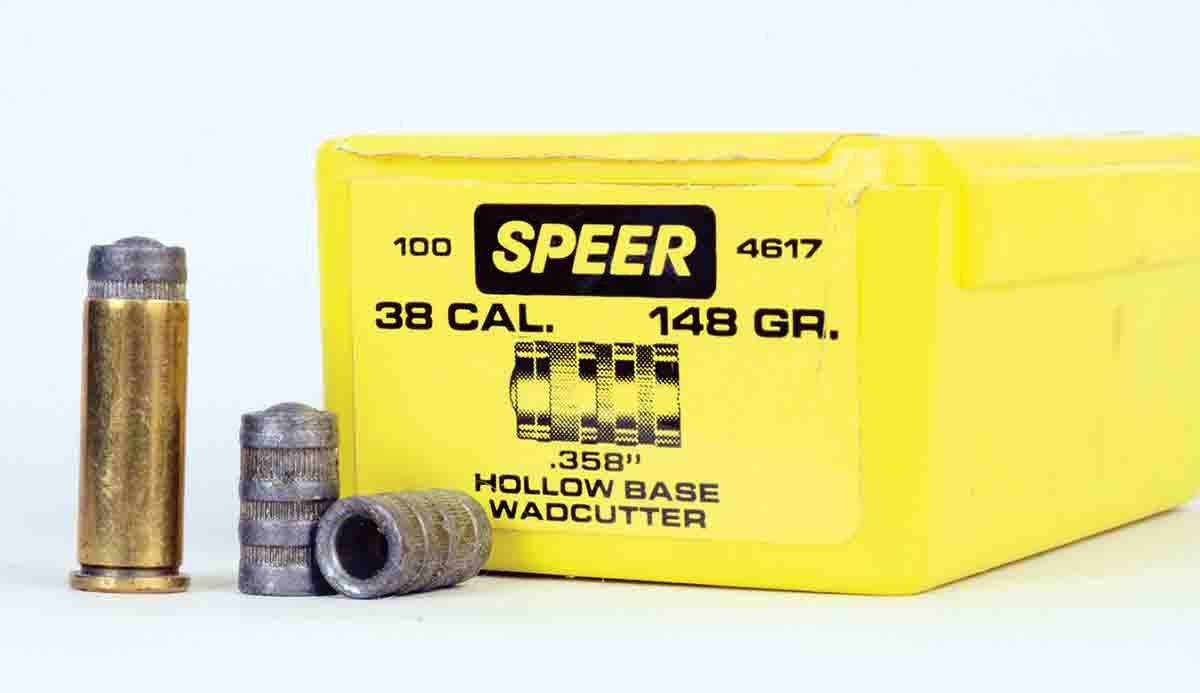 100 SPEER 4617
38 CAL. 148 GR.
.358"
HOLLOW BASE
WADCUTTER